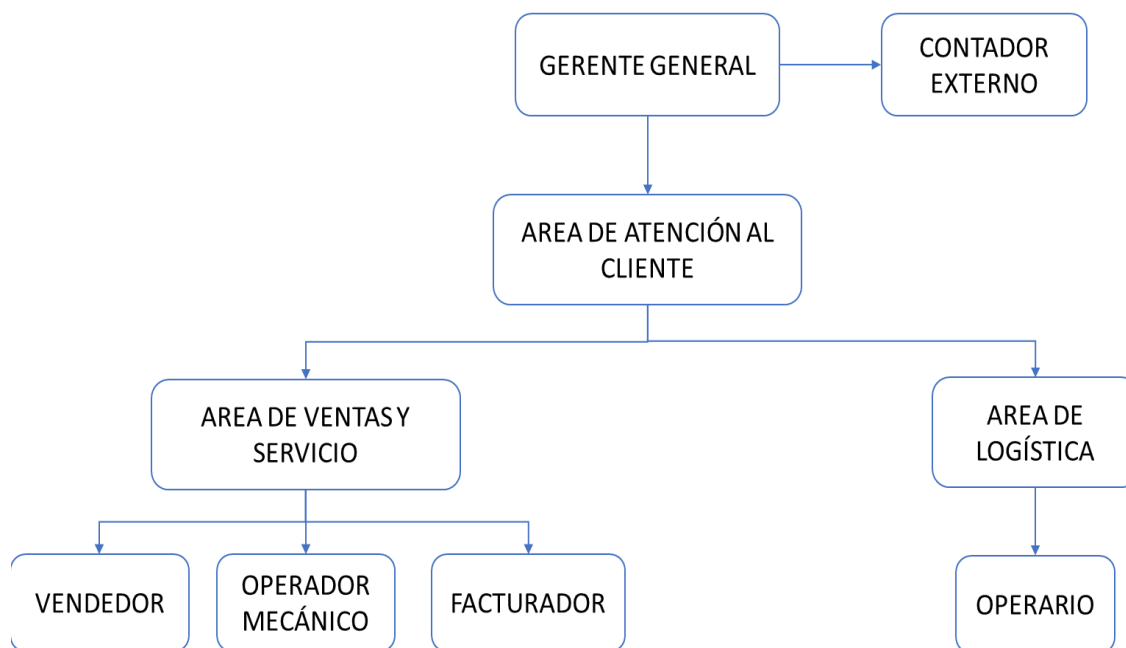 GERENTE GENERAL
CONTADOR
EXTERNO
AREA DE ATENCIÓN AL
CLIENTE
AREA DE VENTAS Y
SERVICIO
AREA DE
LOGÍSTICA
VENDEDOR
OPERADOR
MECÁNICO
FACTURADOR
OPERARIO